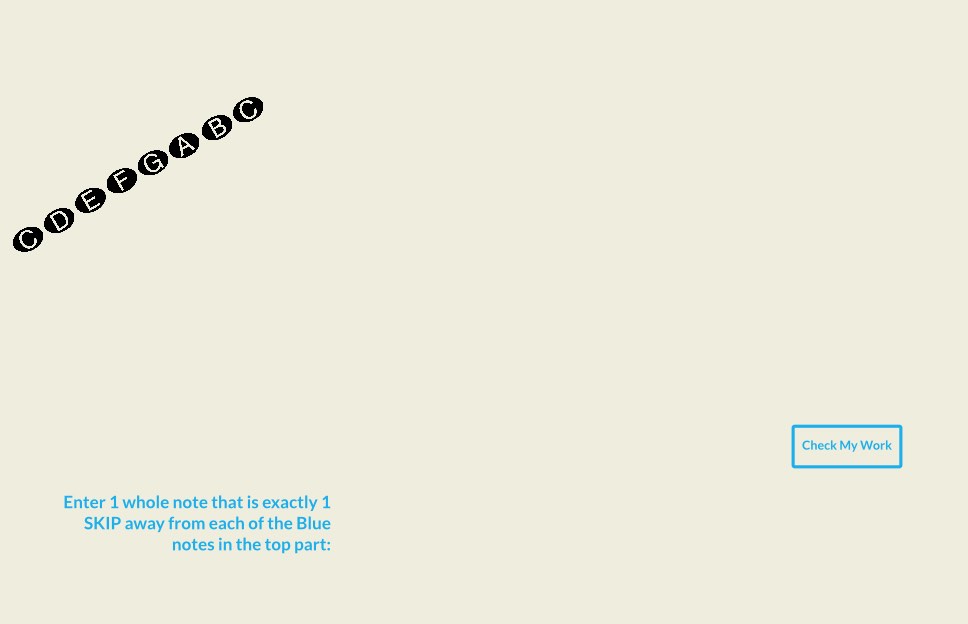 C D E F G A B C
Check My Work
Enter 1 whole note that is exactly 1
SKIP away from each of the Blue
notes in the top part: